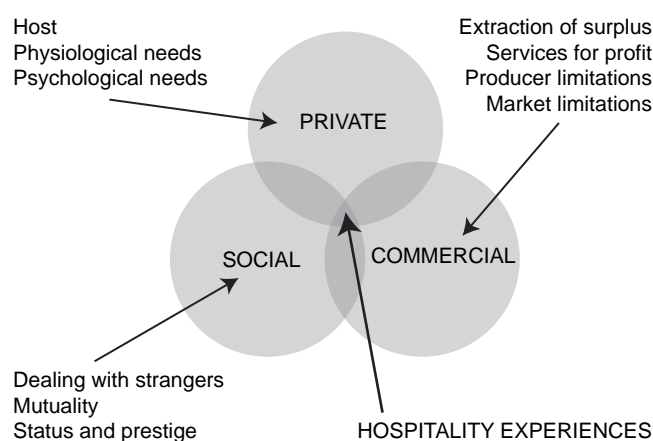 Host
Physiological needs
Psychological needs
Extraction of surplus
Services for profit
Producer limitations
Market limitations
PRIVATE
SOCIAL
COMMERCIAL
Dealing with strangers
Mutuality
Status and prestige
HOSPITALITY EXPERIENCES